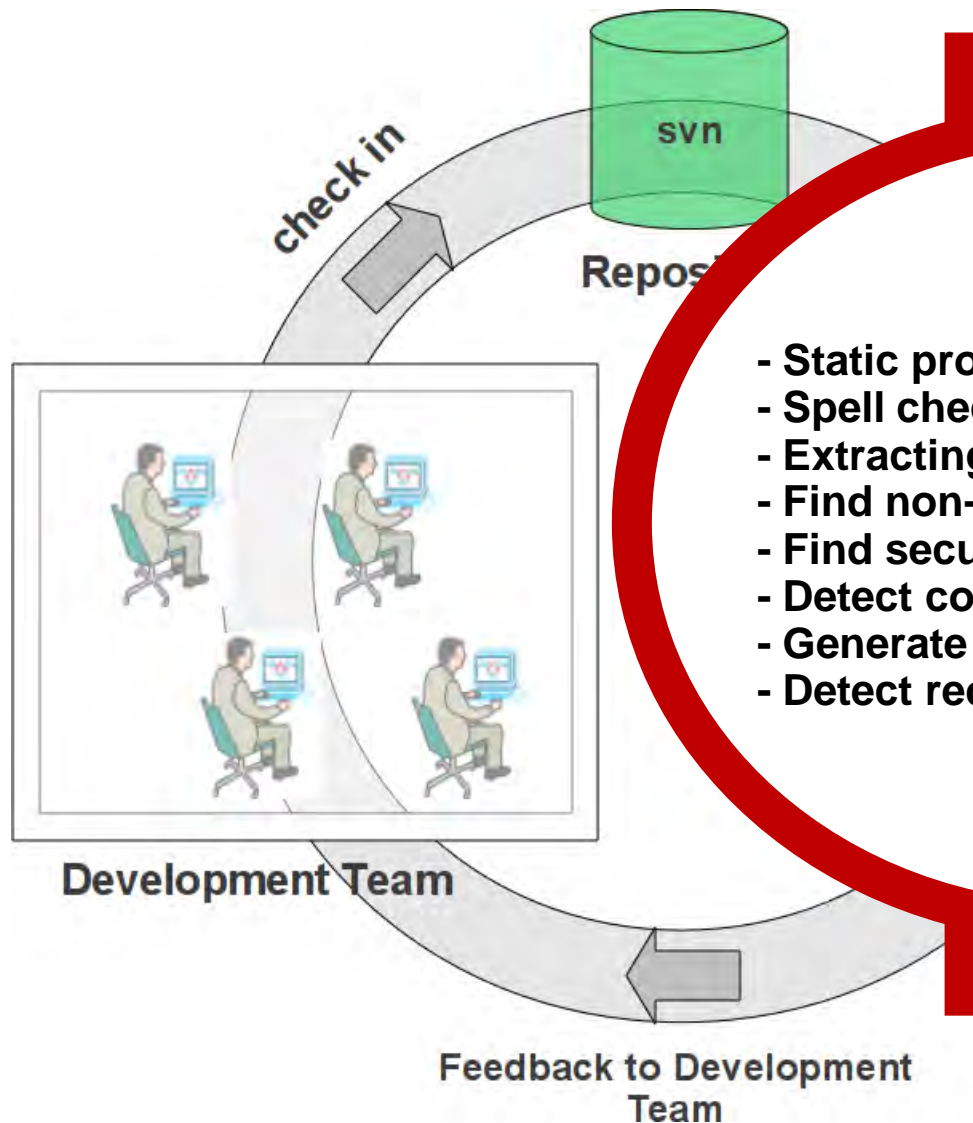 svn
check in
Reposi
- Static pro
- Spell chec
- Extracting
- Find non-
- Find secu
- Detect co
- Generate
- Detect red
Development Team
Feedback to Development
Team